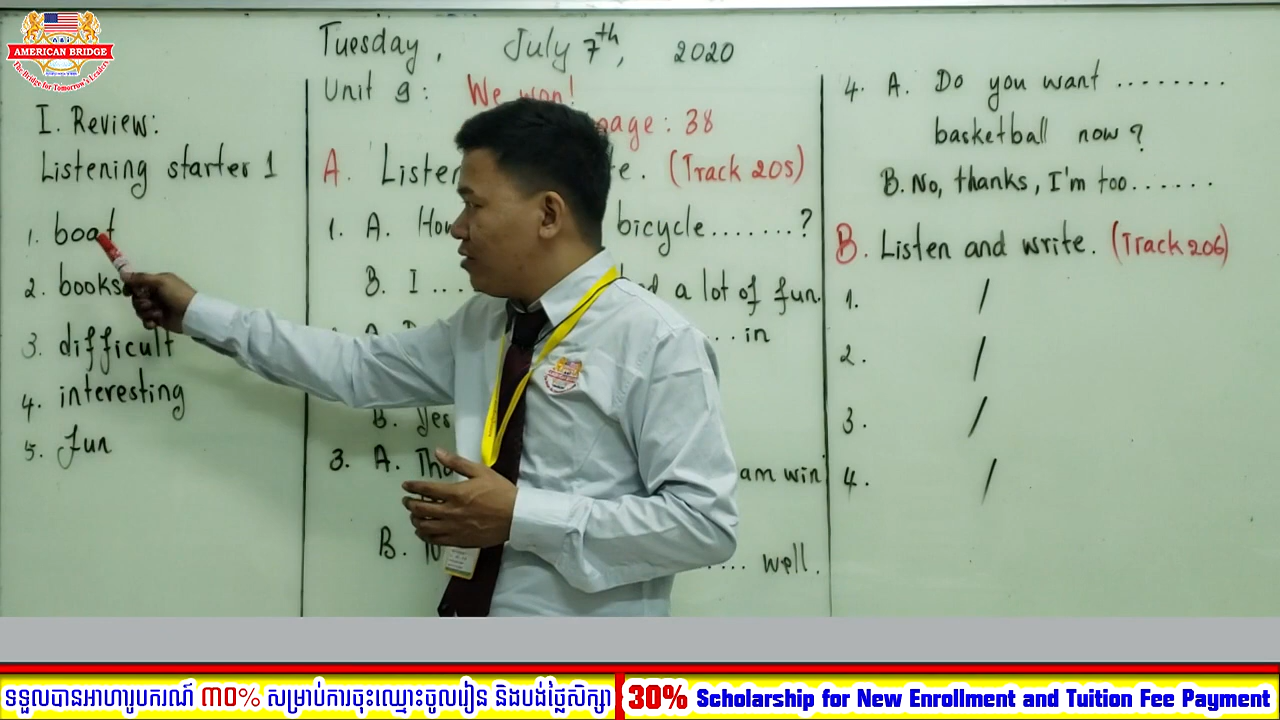 AMERICAN BRIDGE
The Bridge for Tomorrow's Leaders
Tuesday, July 7th, 2020
I. Review:
Listening starter 1
1. boat
2. books
3. difficult
4. interesting
5. fun
Unit 9: We won!
page: 38
A. Listen te. (Track 205)
1. A. How bicycle.......?
B. I ... a lot of fun.
A. in
B. Yes
3. A. Tha am win
B. .... well.
4. A. Do you want ........
basketball now?
B. No, thanks, I'm too......
B. Listen and write. (Track 206)
1. /
2. /
3. /
4. /
ទទួលបានអាហារូបករណ៍ ៣០% សម្រាប់ការចុះឈ្មោះចូលរៀន និងបង់ថ្លៃសិក្សា
30% Scholarship for New Enrollment and Tuition Fee Payment